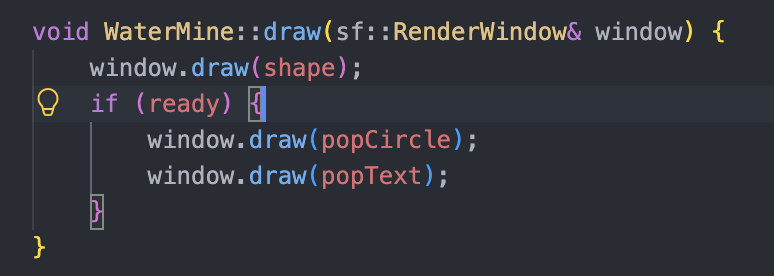 void WaterMine::draw(sf::RenderWindow& window) {
    window.draw(shape);
    if (ready) {
        window.draw(popCircle);
        window.draw(popText);
    }
}